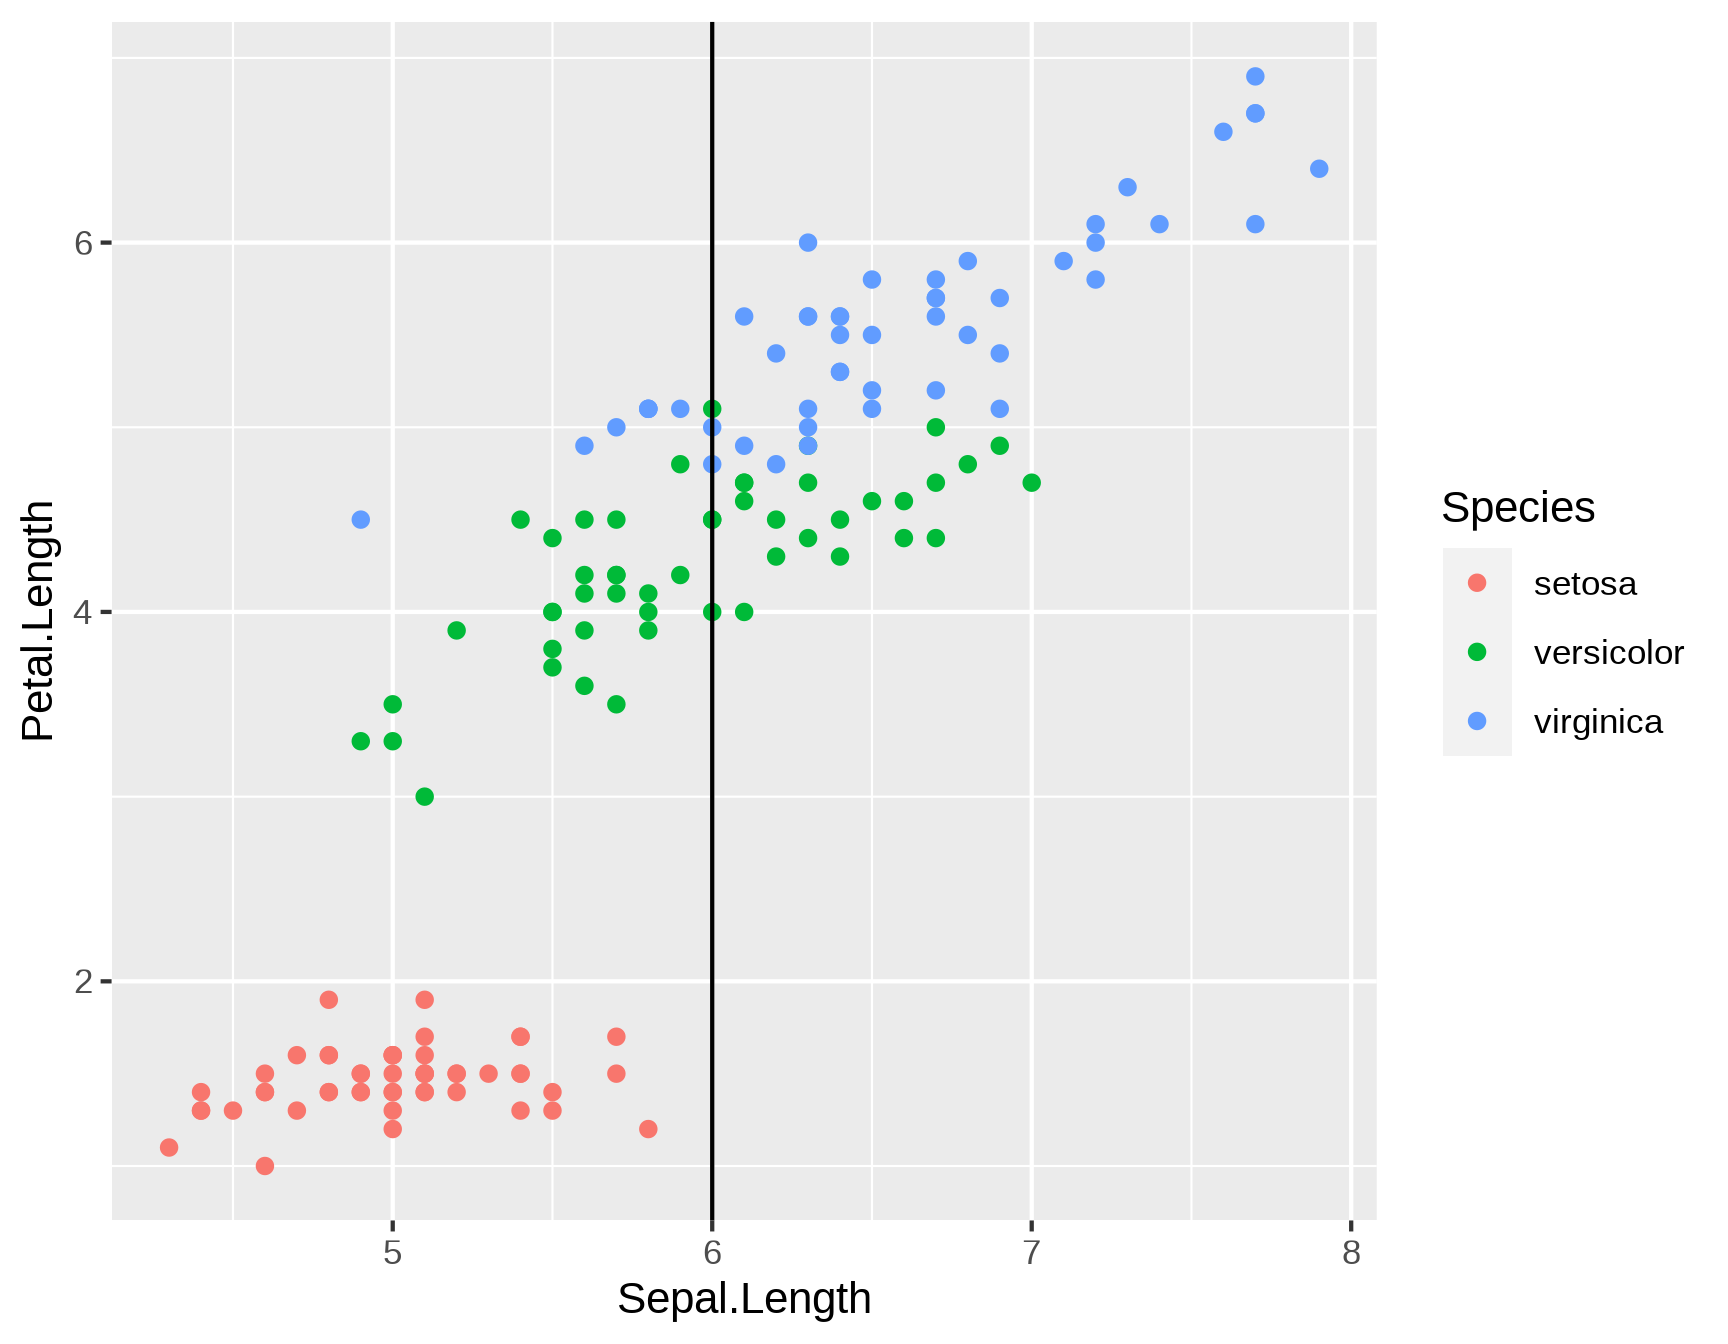 6
4
2
Petal.Length
5 6 7 8
Sepal.Length
Species
setosa
versicolor
virginica